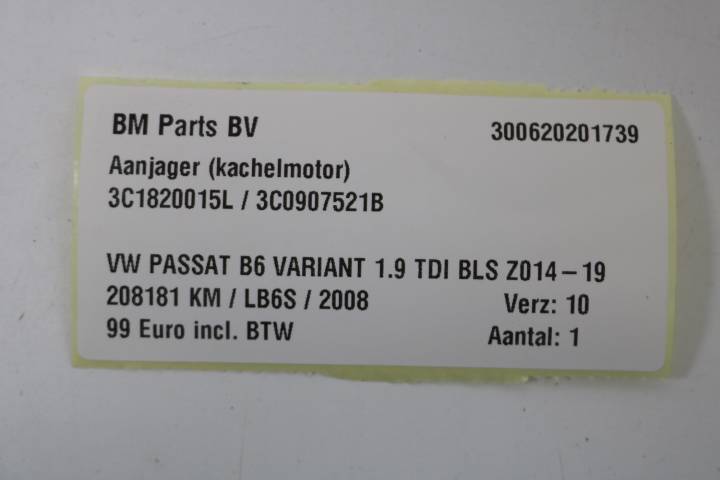 BM Parts BV 300620201739
Aanjager (kachelmotor)
3C1820015L / 3C0907521B
VW PASSAT B6 VARIANT 1.9 TDI BLS Z014-19
208181 KM / LB6S / 2008 Verz: 10
99 Euro incl. BTW Aantal: 1